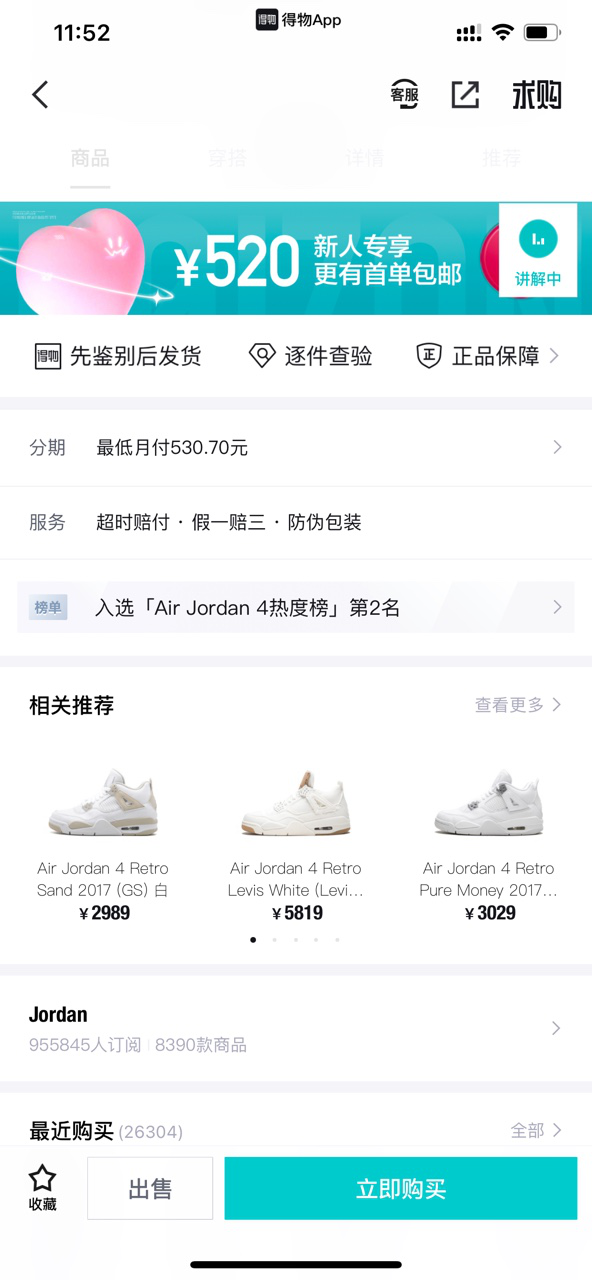 11:52
得物 得物App
客服
求购
商品
穿搭
详情
推荐
¥520
新人专享
更有首单包邮
讲解中
得物 先鉴别后发货
逐件查验
正 正品保障
分期 最低月付530.70元
服务 超时赔付 · 假一赔三 · 防伪包装
榜单 入选「Air Jordan 4热度榜」第2名
相关推荐
查看更多
Air Jordan 4 Retro
Sand 2017 (GS) 白
¥2989
Air Jordan 4 Retro
Levis White (Levi...
¥5819
Air Jordan 4 Retro
Pure Money 2017...
¥3029
Jordan
955845人订阅 | 8390款商品
最近购买 (26304)
全部
收藏
出售
立即购买